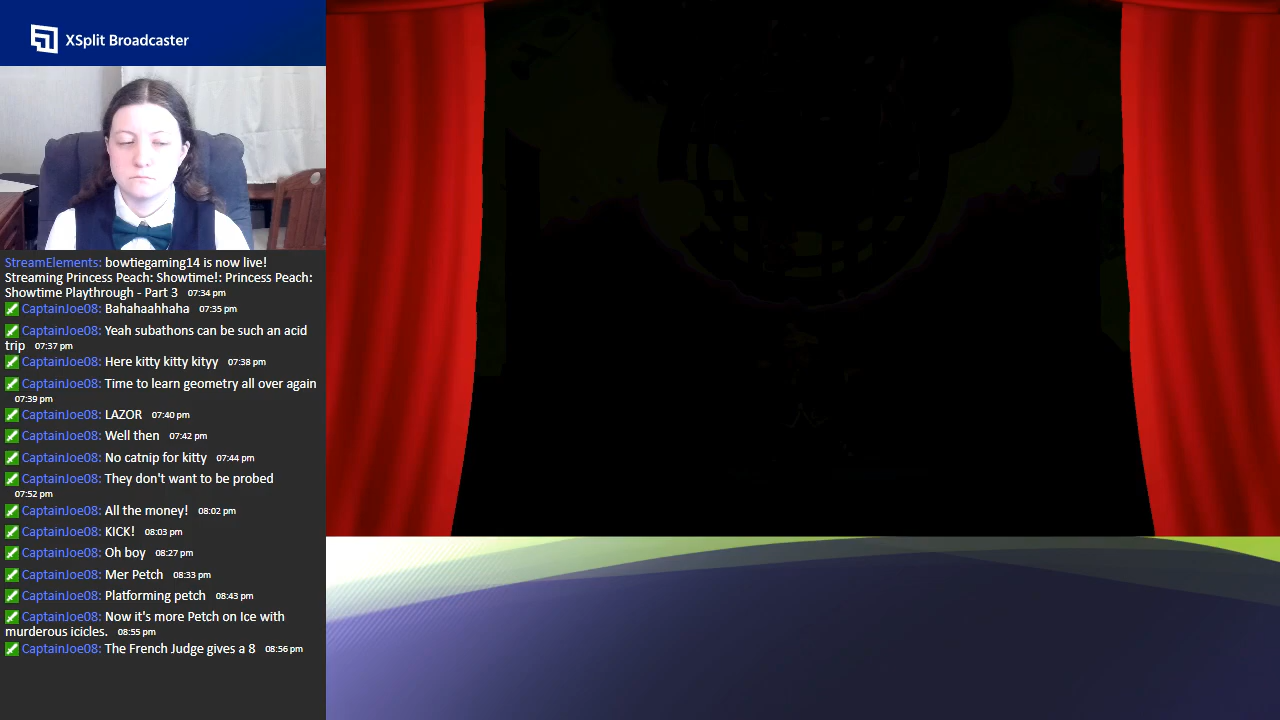 XSplit Broadcaster
StreamElements: bowtiegaming14 is now live!
Streaming Princess Peach: Showtime!: Princess Peach:
Showtime Playthrough - Part 3 07:34 pm
CaptainJoe08: Bahahaahhaha 07:35 pm
CaptainJoe08: Yeah subathons can be such an acid
trip 07:37 pm
CaptainJoe08: Here kitty kitty kityy 07:38 pm
CaptainJoe08: Time to learn geometry all over again
07:39 pm
CaptainJoe08: LAZOR 07:40 pm
CaptainJoe08: Well then 07:42 pm
CaptainJoe08: No catnip for kitty 07:44 pm
CaptainJoe08: They don't want to be probed
07:52 pm
CaptainJoe08: All the money! 08:02 pm
CaptainJoe08: KICK! 08:03 pm
CaptainJoe08: Oh boy 08:27 pm
CaptainJoe08: Mer Petch 08:33 pm
CaptainJoe08: Platforming petch 08:43 pm
CaptainJoe08: Now it's more Petch on Ice with
murderous icicles. 08:55 pm
CaptainJoe08: The French Judge gives a 8 08:56 pm